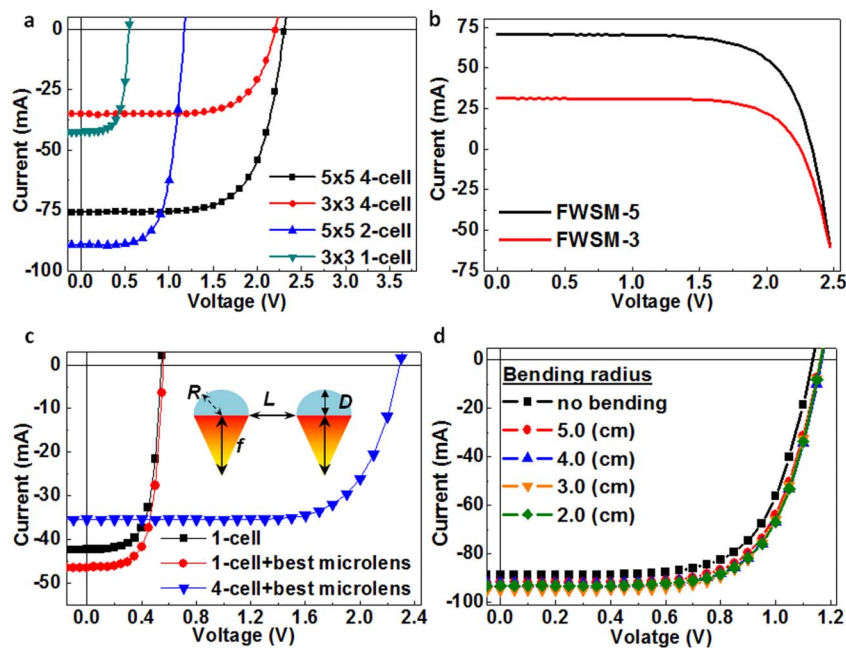 a
0
-25
-50
-75
-100
0.0 0.5 1.0 1.5 2.0 2.5
Current (mA)
Voltage (V)
5x5 4-cell
3x3 4-cell
5x5 2-cell
3x3 1-cell
b
75
50
25
0
-25
-50
-75
0.0 0.5 1.0 1.5 2.0 2.5
Current (mA)
Voltage (V)
FWSM-5
FWSM-3
c
0
-10
-20
-30
-40
-50
0.0 0.4 0.8 1.2 1.6 2.0 2.4
Current (mA)
Voltage (V)
R
L
D
f
1-cell
1-cell+best microlens
4-cell+best microlens
d
0
-20
-40
-60
-80
-100
0.0 0.2 0.4 0.6 0.8 1.0 1.2
Current (mA)
Volatge (V)
Bending radius
no bending
5.0 (cm)
4.0 (cm)
3.0 (cm)
2.0 (cm)